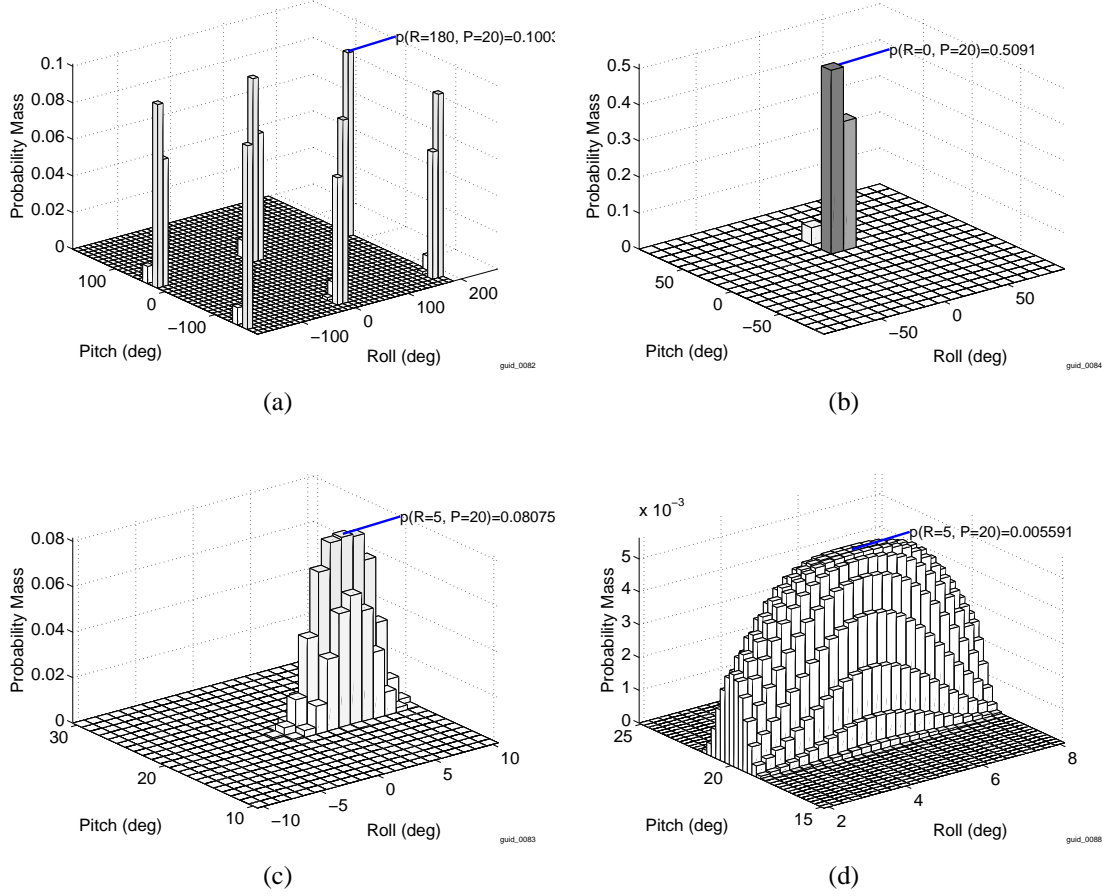 p(R=180, P=20)=0.1003
0.1
0.08
0.06
0.04
0.02
0
Probability Mass
100
0
−100
Pitch (deg)
−100
0
100
200
Roll (deg)
guid_0082
(a)
p(R=0, P=20)=0.5091
0.5
0.4
0.3
0.2
0.1
0
Probability Mass
50
0
−50
Pitch (deg)
−50
0
50
Roll (deg)
guid_0084
(b)
p(R=5, P=20)=0.08075
0.08
0.06
0.04
0.02
0
Probability Mass
30
20
10
Pitch (deg)
−10
−5
0
5
10
Roll (deg)
guid_0083
(c)
x 10−3
p(R=5, P=20)=0.005591
5
4
3
2
1
0
Probability Mass
25
20
15
Pitch (deg)
2
4
6
8
Roll (deg)
guid_0088
(d)